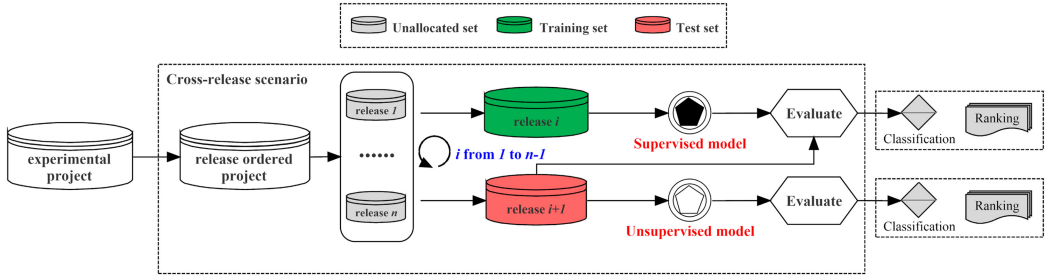 Unallocated set
Training set
Test set
Cross-release scenario
experimental
project
release ordered
project
release 1
......
release n
i from 1 to n-1
release i
release i+1
Supervised model
Unsupervised model
Evaluate
Evaluate
Classification
Ranking
Classification
Ranking